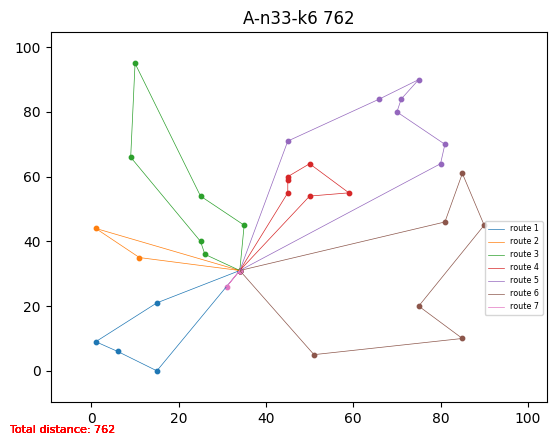 A-n33-k6 762
100
80
60
40
20
0
0 20 40 60 80 100
route 1
route 2
route 3
route 4
route 5
route 6
route 7
Total distance: 762